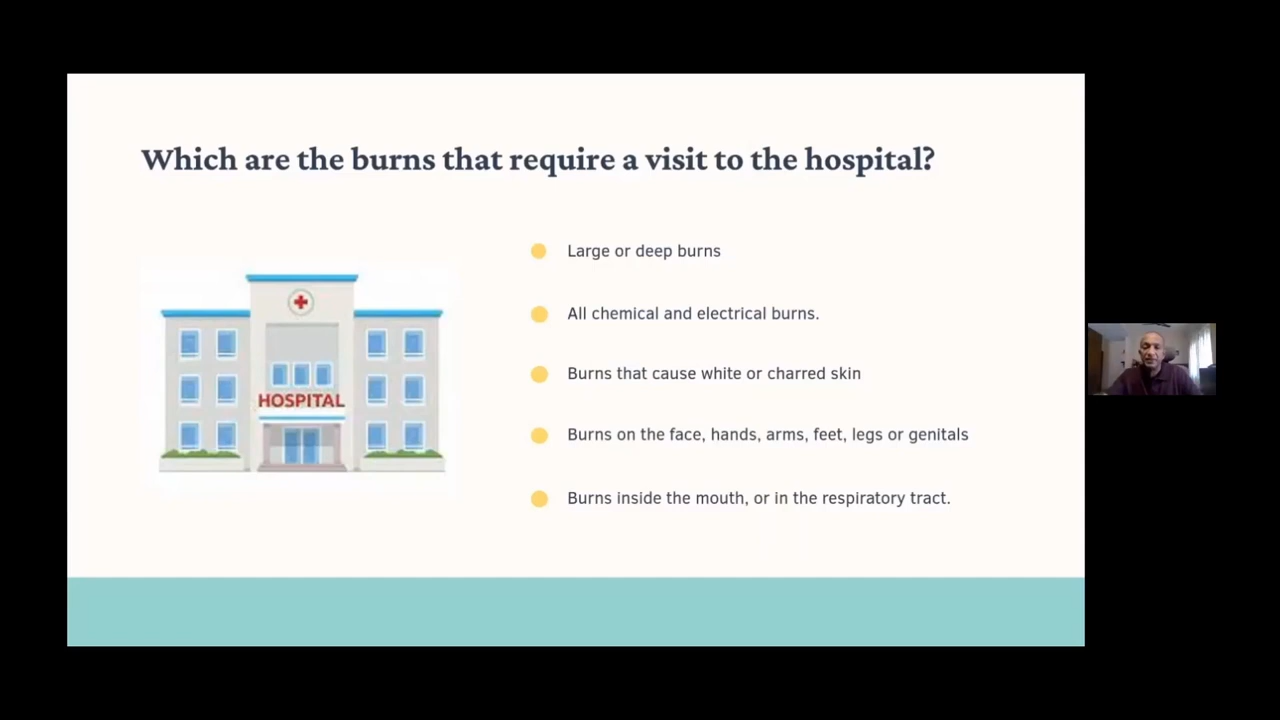 Which are the burns that require a visit to the hospital?
HOSPITAL
Large or deep burns
All chemical and electrical burns.
Burns that cause white or charred skin
Burns on the face, hands, arms, feet, legs or genitals
Burns inside the mouth, or in the respiratory tract.